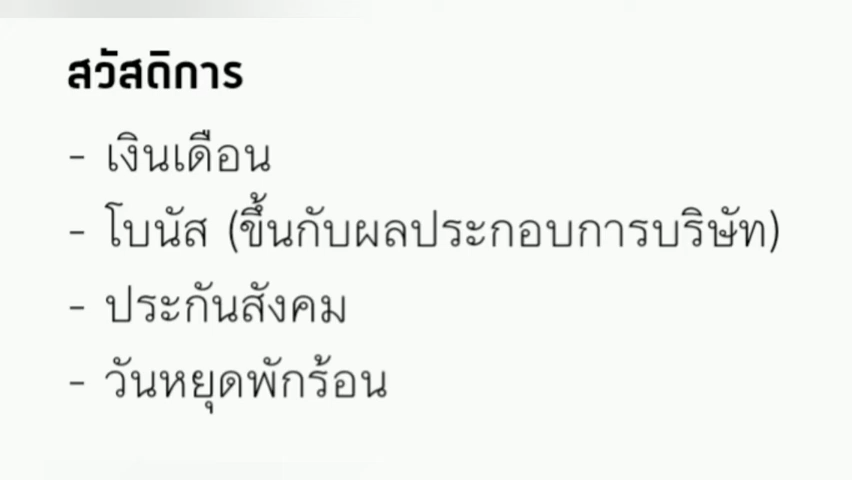 สวัสดิการ
- เงินเดือน
- โบนัส (ขึ้นกับผลประกอบการบริษัท)
- ประกันสังคม
- วันหยุดพักร้อน